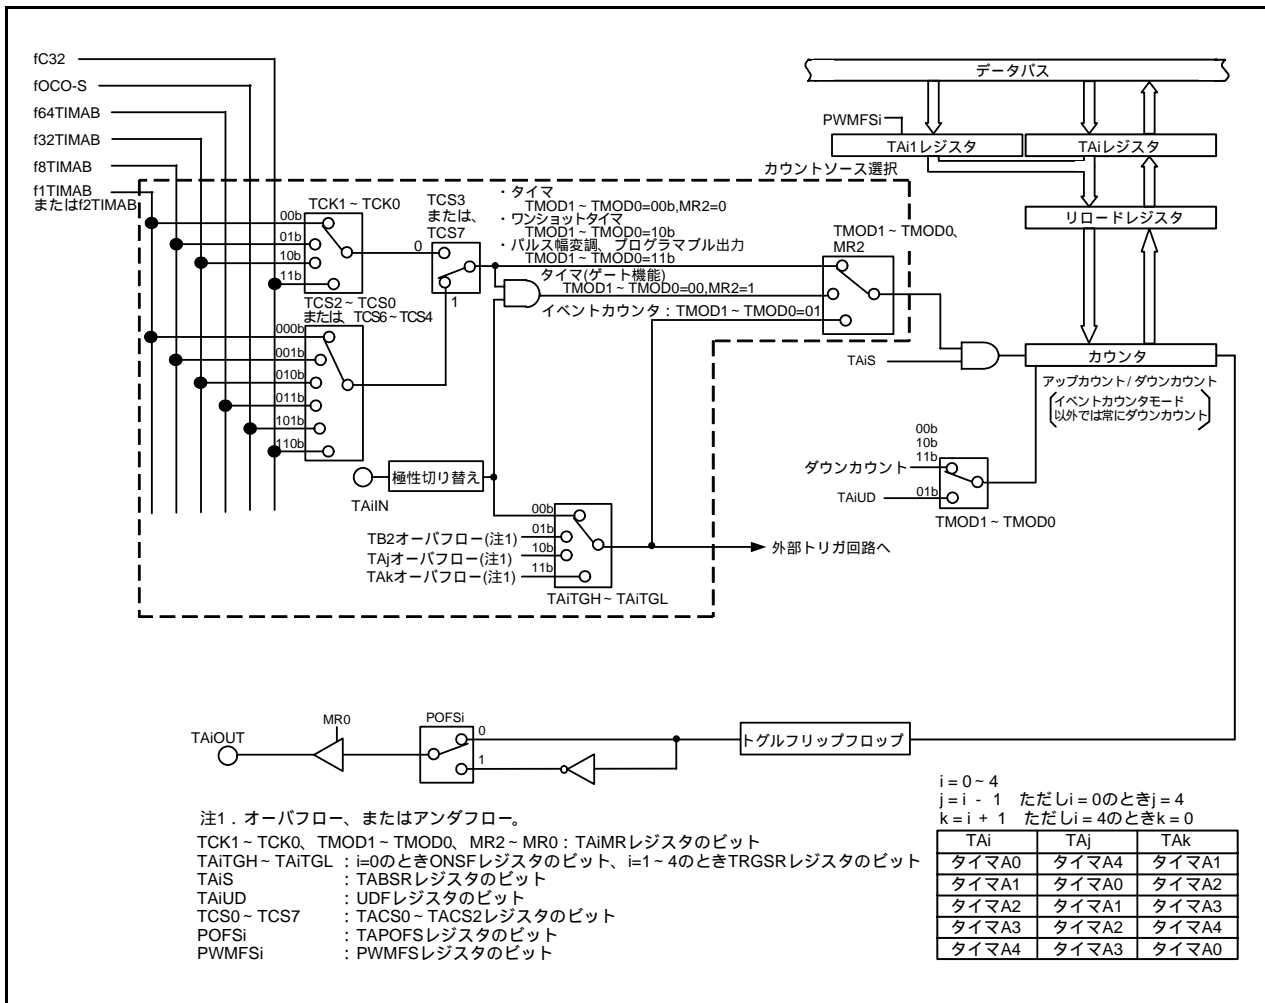 fC32
fOCO-S
f64TIMAB
f32TIMAB
f8TIMAB
f1TIMAB
またはf2TIMAB
データバス
PWMFSi
TAi1レジスタ
TAiレジスタ
リロードレジスタ
カウントソース選択
TCK1～TCK0
00b
01b
10b
11b
TCS3
または、
TCS7
0
1
・タイマ
TMOD1～TMOD0=00b,MR2=0
・ワンショットタイマ
TMOD1～TMOD0=10b
・パルス幅変調、プログラマブル出力
TMOD1～TMOD0=11b
タイマ(ゲート機能)
TMOD1～TMOD0=00,MR2=1
イベントカウンタ：TMOD1～TMOD0=01
TMOD1～TMOD0、
MR2
TCS2～TCS0
または、TCS6～TCS4
000b
001b
010b
011b
101b
110b
TAiS
カウンタ
アップカウント/ダウンカウント
(イベントカウンタモード
以外では常にダウンカウント)
00b
10b
11b
ダウンカウント
TAiUD
01b
TMOD1～TMOD0
TAiIN
極性切り替え
00b
01b
10b
11b
TB2オーバフロー(注1)
TAjオーバフロー(注1)
TAkオーバフロー(注1)
TAiTGH～TAiTGL
外部トリガ回路へ
TAiOUT
MR0
POFSi
0
1
トグルフリップフロップ
注1．オーバフロー、またはアンダフロー。
TCK1～TCK0、TMOD1～TMOD0、MR2～MR0：TAiMRレジスタのビット
TAiTGH～TAiTGL ：i=0のときONSFレジスタのビット、i=1～4のときTRGSRレジスタのビット
TAiS ：TABSRレジスタのビット
TAiUD ：UDFレジスタのビット
TCS0～TCS7 ：TACS0～TACS2レジスタのビット
POFSi ：TAPOFSレジスタのビット
PWMFSi ：PWMFSレジスタのビット
i = 0～4
j = i - 1 ただしi = 0のときj = 4
k = i + 1 ただしi = 4のときk = 0
TAi TAj TAk
タイマA0 タイマA4 タイマA1
タイマA1 タイマA0 タイマA2
タイマA2 タイマA1 タイマA3
タイマA3 タイマA2 タイマA4
タイマA4 タイマA3 タイマA0